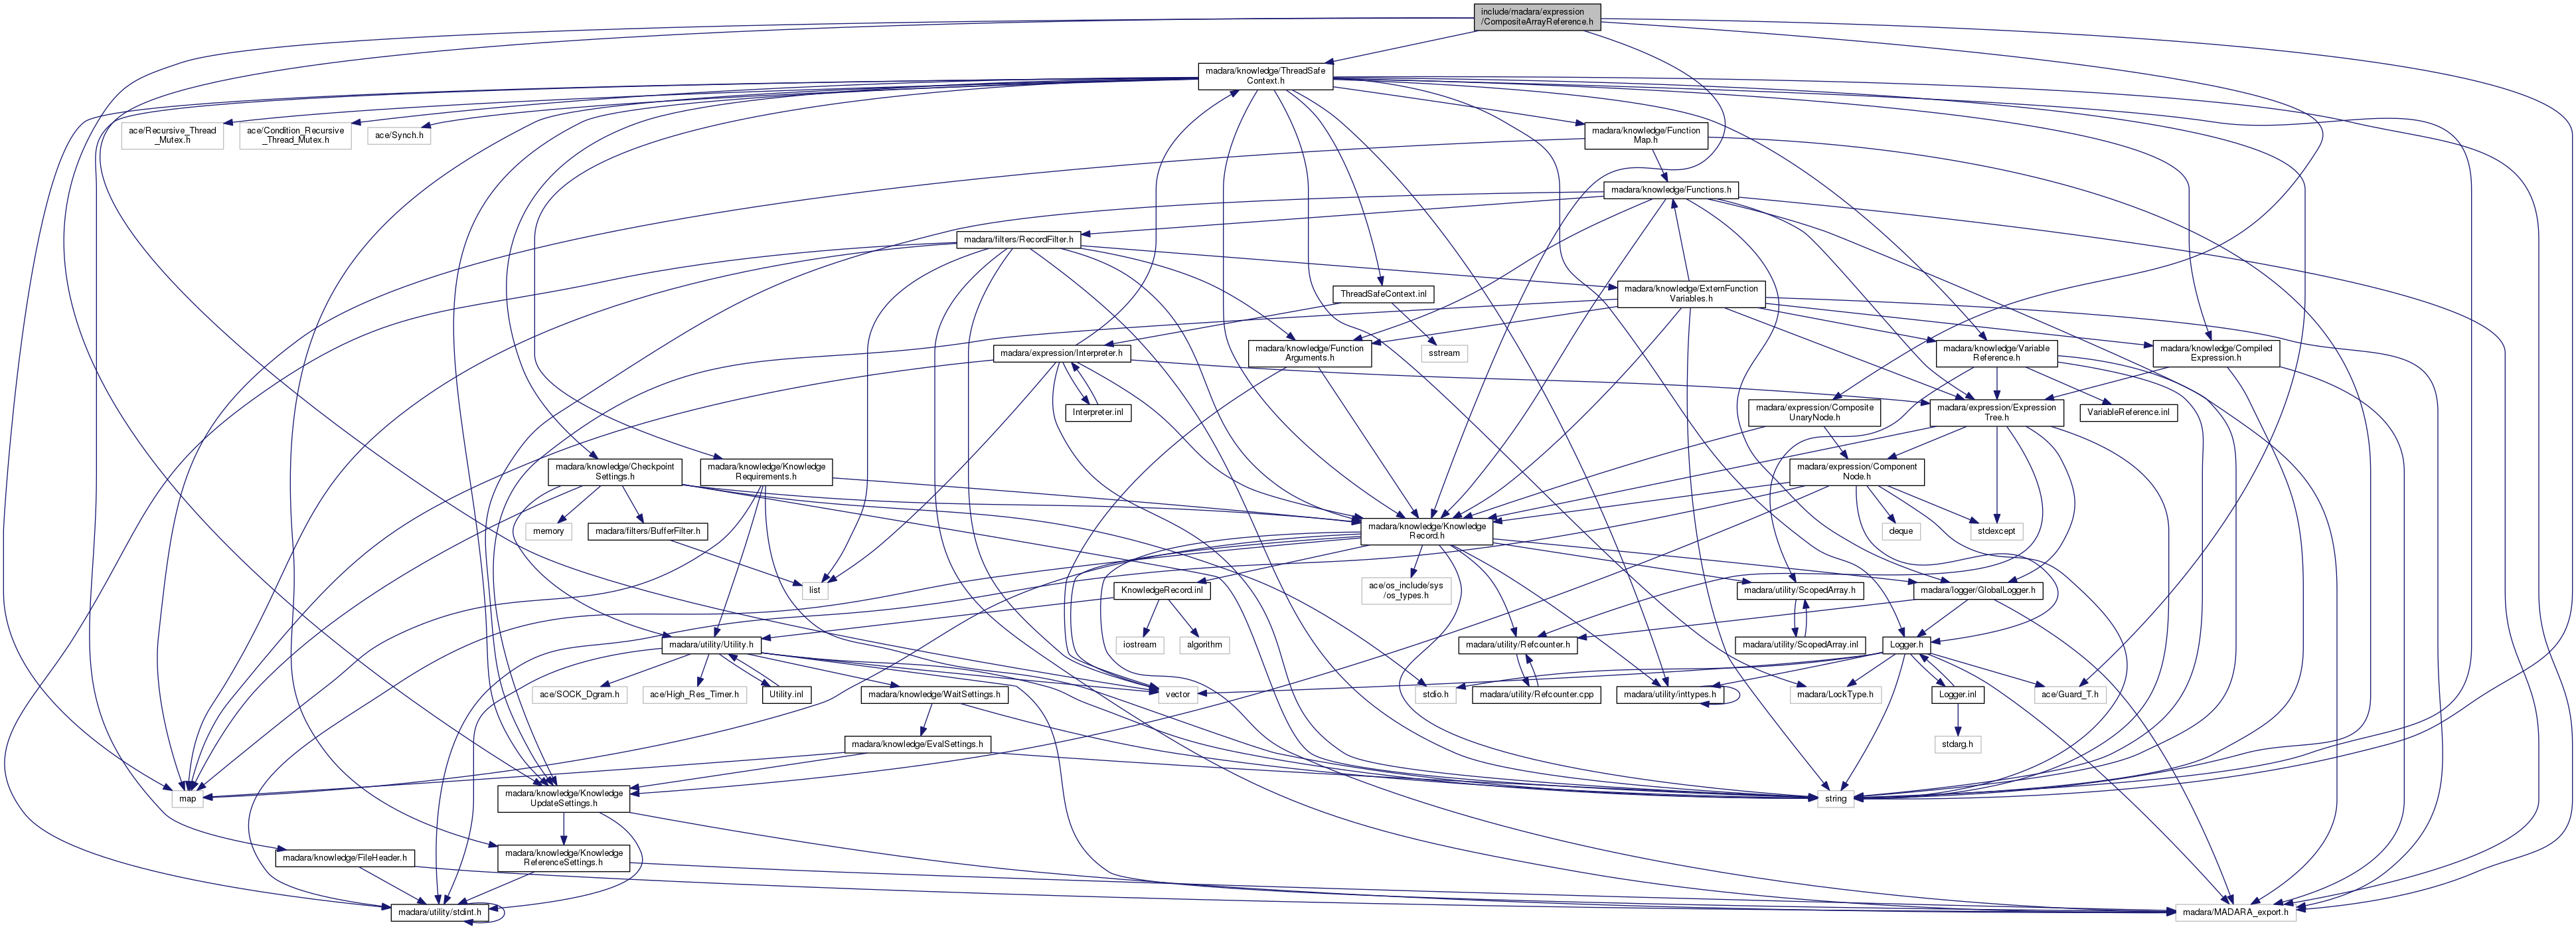 include/madara/expression
/CompositeArrayReference.h
madara/knowledge/ThreadSafe
Context.h
ace/Recursive_Thread
_Mutex.h
ace/Condition_Recursive
_Thread_Mutex.h
ace/Synch.h
madara/knowledge/Function
Map.h
madara/knowledge/Functions.h
madara/filters/RecordFilter.h
ThreadSafeContext.inl
madara/knowledge/ExternFunction
Variables.h
madara/expression/Interpreter.h
madara/knowledge/Function
Arguments.h
sstream
madara/knowledge/Variable
Reference.h
madara/knowledge/Compiled
Expression.h
Interpreter.inl
madara/expression/Composite
UnaryNode.h
madara/expression/Expression
Tree.h
VariableReference.inl
madara/knowledge/Checkpoint
Settings.h
madara/knowledge/Knowledge
Requirements.h
madara/expression/Component
Node.h
memory
madara/filters/BufferFilter.h
madara/knowledge/Knowledge
Record.h
deque
stdexcept
list
KnowledgeRecord.inl
ace/os_include/sys
/os_types.h
madara/utility/ScopedArray.h
madara/logger/GlobalLogger.h
madara/utility/Utility.h
iostream
algorithm
madara/utility/Refcounter.h
madara/utility/ScopedArray.inl
Logger.h
ace/SOCK_Dgram.h
ace/High_Res_Timer.h
Utility.inl
madara/knowledge/WaitSettings.h
vector
stdio.h
madara/utility/Refcounter.cpp
madara/utility/inttypes.h
madara/LockType.h
Logger.inl
ace/Guard_T.h
madara/knowledge/EvalSettings.h
stdarg.h
map
madara/knowledge/Knowledge
UpdateSettings.h
string
madara/knowledge/FileHeader.h
madara/knowledge/Knowledge
ReferenceSettings.h
madara/utility/stdint.h
madara/MADARA_export.h